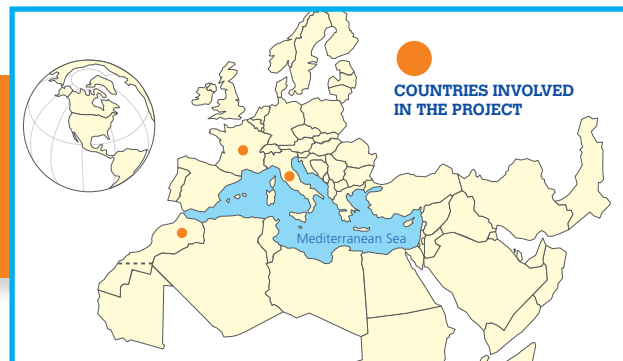 COUNTRIES INVOLVED
IN THE PROJECT
Mediterranean Sea